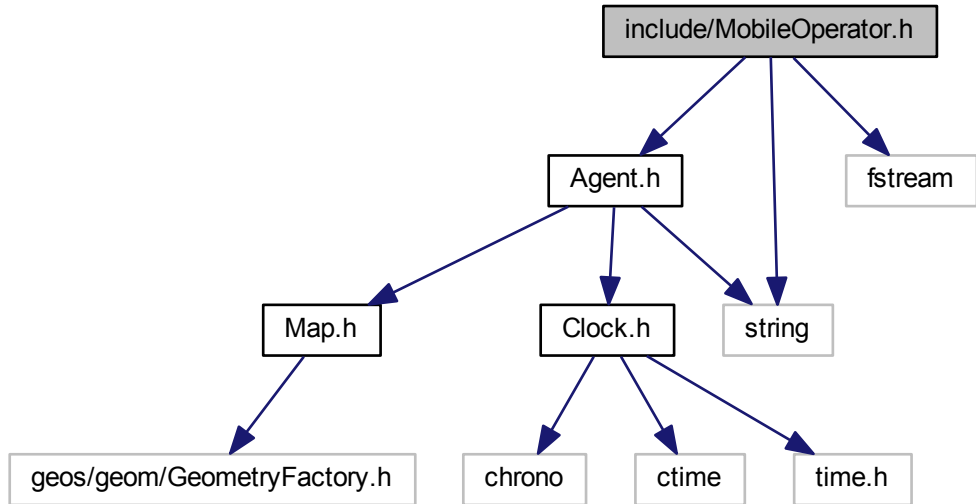 include/MobileOperator.h
Agent.h
fstream
Map.h
Clock.h
string
geos/geom/GeometryFactory.h
chrono
ctime
time.h